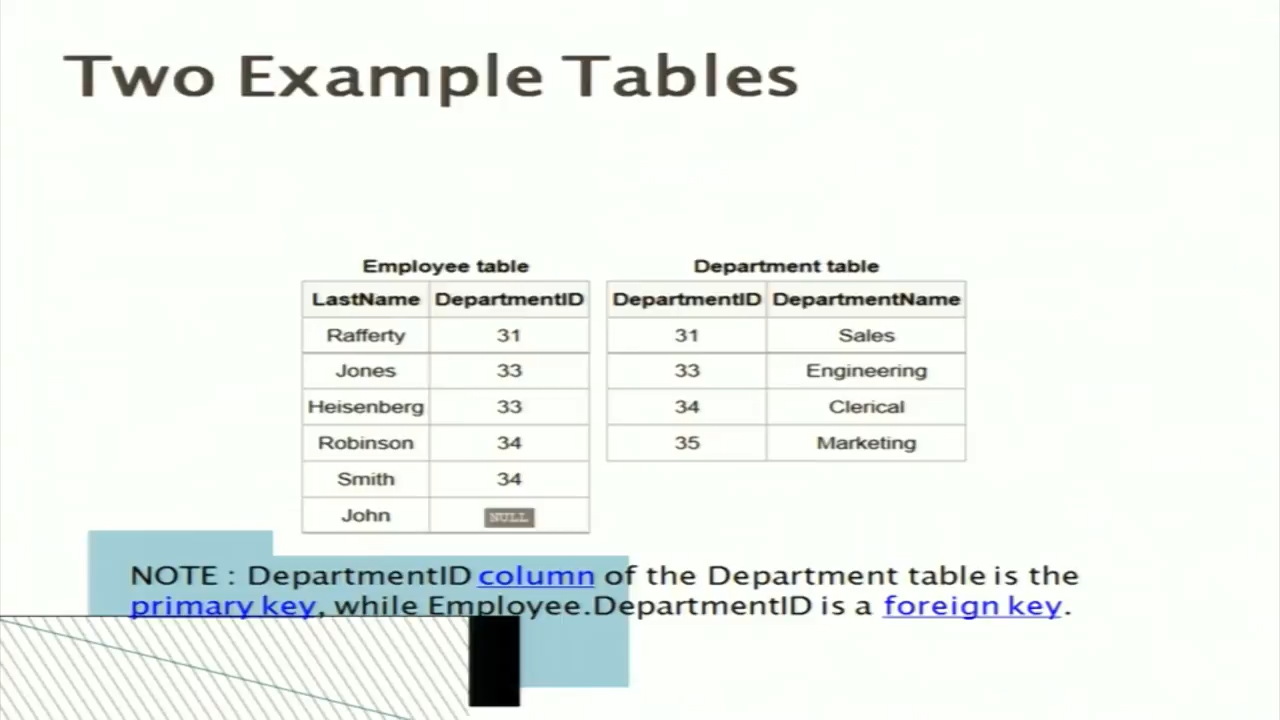 Two Example Tables
Employee table
LastName DepartmentID
Rafferty 31
Jones 33
Heisenberg 33
Robinson 34
Smith 34
John NULL
Department table
DepartmentID DepartmentName
31 Sales
33 Engineering
34 Clerical
35 Marketing
NOTE : DepartmentID column of the Department table is the
primary key, while Employee.DepartmentID is a foreign key.